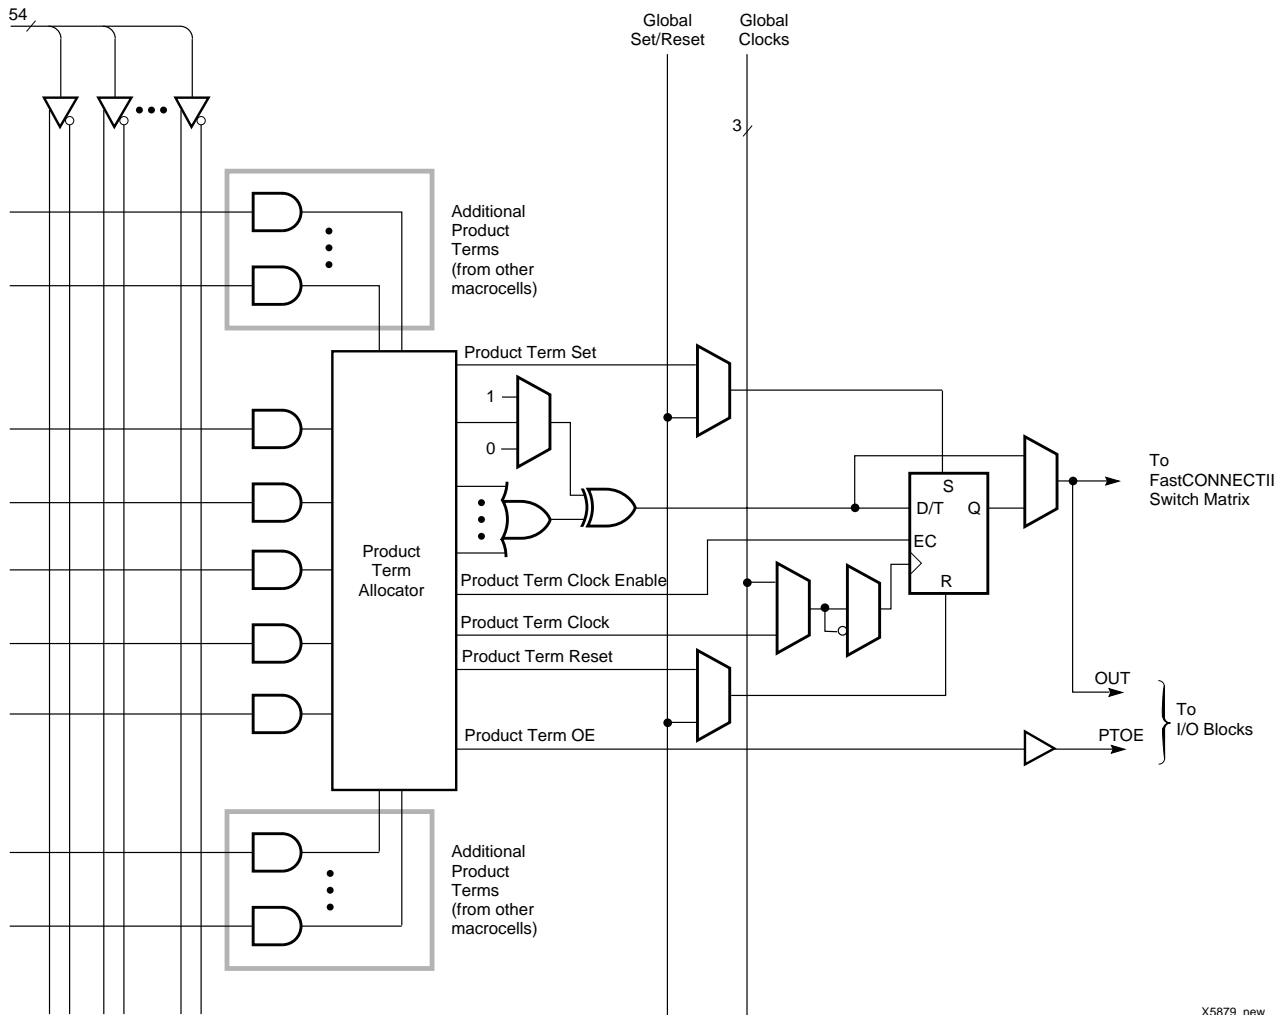 54
Global
Set/Reset
Global
Clocks
3
Additional
Product
Terms
(from other
macrocells)
Product Term Set
1
0
Product
Term
Allocator
S
D/T
Q
EC
R
To
FastCONNECTII
Switch Matrix
Product Term Clock Enable
Product Term Clock
Product Term Reset
Product Term OE
OUT
PTOE
To
I/O Blocks
Additional
Product
Terms
(from other
macrocells)
X5879_new